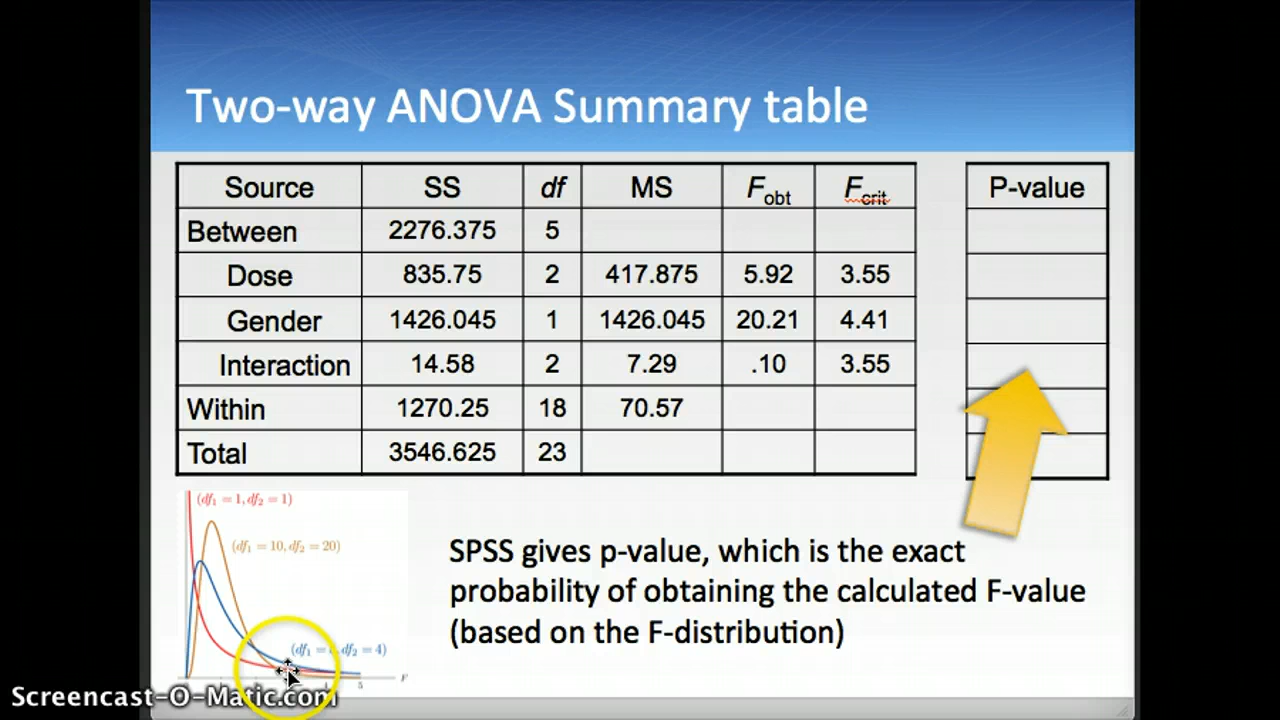 Two-way ANOVA Summary table
Source SS df MS Fobt Fcrit P-value
Between 2276.375 5
Dose 835.75 2 417.875 5.92 3.55
Gender 1426.045 1 1426.045 20.21 4.41
Interaction 14.58 2 7.29 .10 3.55
Within 1270.25 18 70.57
Total 3546.625 23
(df1 = 1, df2 = 1)
(df1 = 10, df2 = 20)
(df1 = , df2 = 4)
5 F
SPSS gives p-value, which is the exact
probability of obtaining the calculated F-value
(based on the F-distribution)
Screencast-O-Matic.com